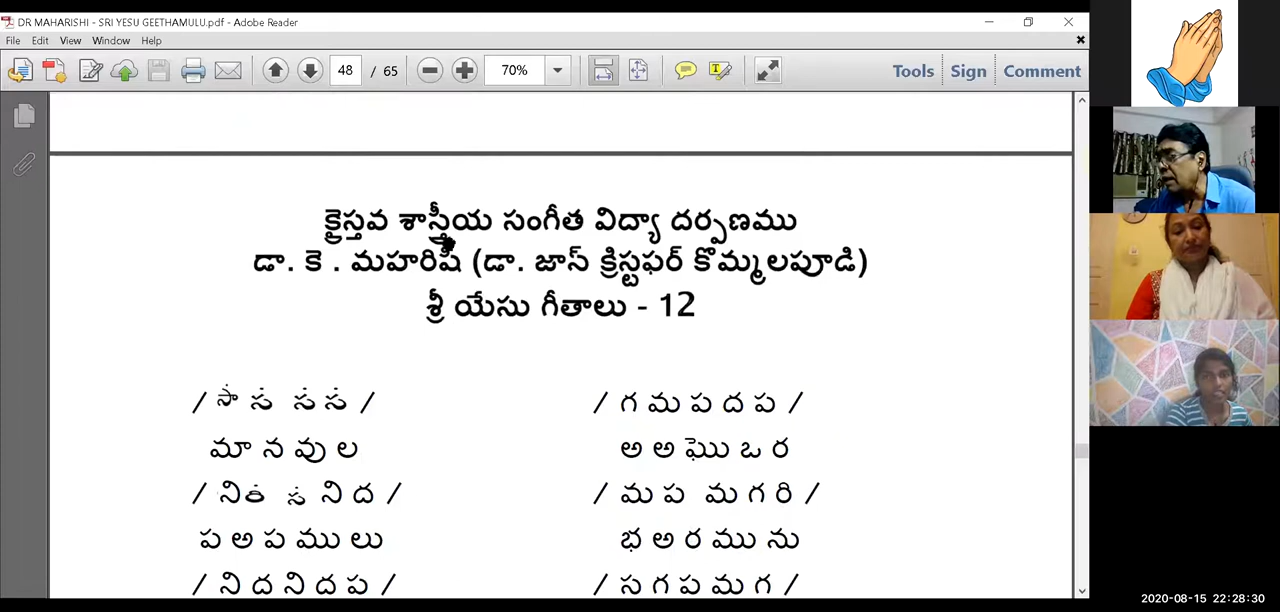 DR MAHARISHI - SRI YESU GEETHAMULU.pdf - Adobe Reader
File Edit View Window Help
48 / 65 70% Tools Sign Comment
క్రైస్తవ శాస్త్రీయ సంగీత విద్యా దర్పణము
డా. కె . మహరిషి (డా. జాస్ క్రిస్టఫర్ కొమ్మలపూడి)
శ్రీ యేసు గీతాలు - 12
/ సా స స స / / గ మ ప ద ప /
మా న వు ల అ అ ఘొ ఒ ర
/ ని రి స ని ద / / మ ప మ గ రి /
ప అ ప ము లు భ అ ర ము ను
/ ని ద ని ద ప / / స గ ప మ గ /
2020-08-15 22:28:30